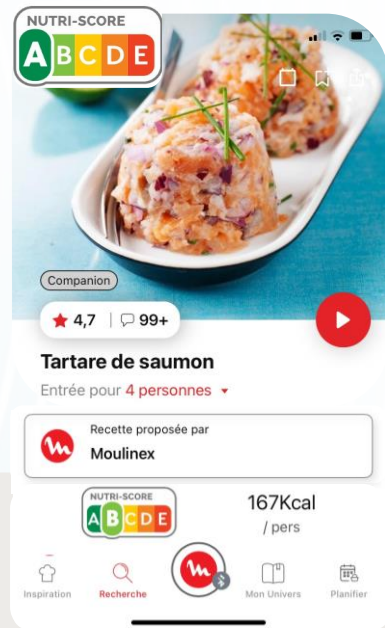 NUTRI-SCORE
A B C D E
Companion
4,7 | 99+
Tartare de saumon
Entrée pour 4 personnes
Recette proposée par
Moulinex
NUTRI-SCORE
A B C D E
167Kcal
/ pers
Inspiration
Recherche
Mon Univers
Planifier